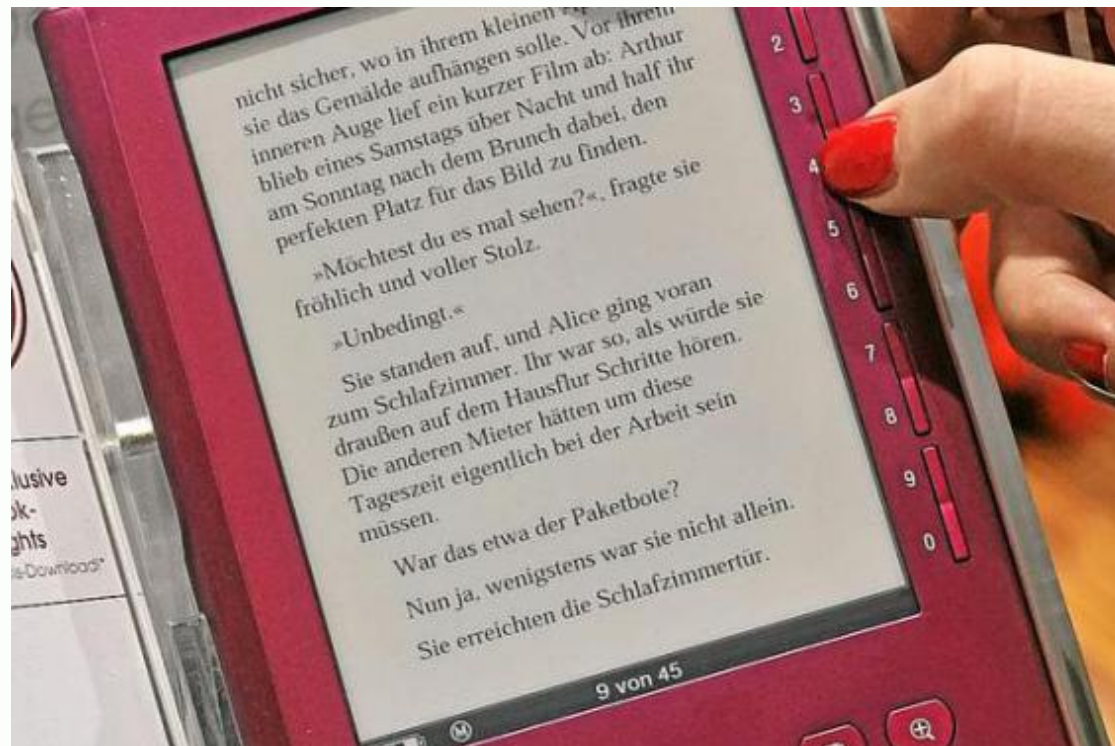 nicht sicher, wo in ihrem kleinen
sie das Gemälde aufhängen solle. Vor ihrem
inneren Auge lief ein kurzer Film ab: Arthur
blieb eines Samstags über Nacht und half ihr
am Sonntag nach dem Brunch dabei, den
perfekten Platz für das Bild zu finden.
»Möchtest du es mal sehen?«, fragte sie
fröhlich und voller Stolz.
»Unbedingt.«
Sie standen auf, und Alice ging voran
zum Schlafzimmer. Ihr war so, als würde sie
draußen auf dem Hausflur Schritte hören.
Die anderen Mieter hätten um diese
Tageszeit eigentlich bei der Arbeit sein
müssen.
War das etwa der Paketbote?
Nun ja, wenigstens war sie nicht allein.
Sie erreichten die Schlafzimmertür.
9 von 45
M
2
3
4
5
6
7
8
9
0